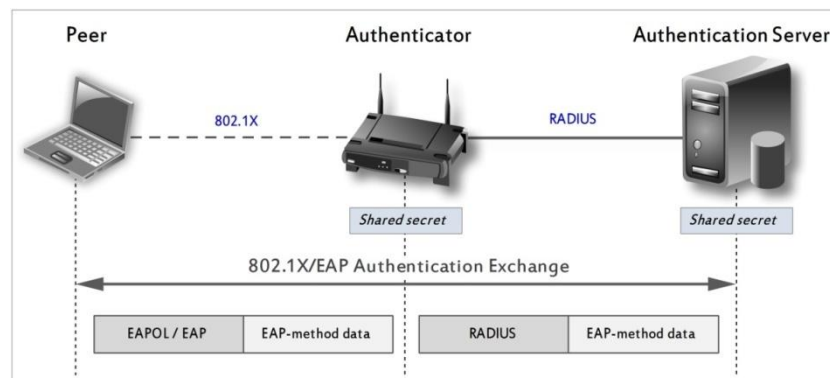 Peer Authenticator Authentication Server
802.1X RADIUS
Shared secret Shared secret
802.1X/EAP Authentication Exchange
EAPOL / EAP EAP-method data RADIUS EAP-method data